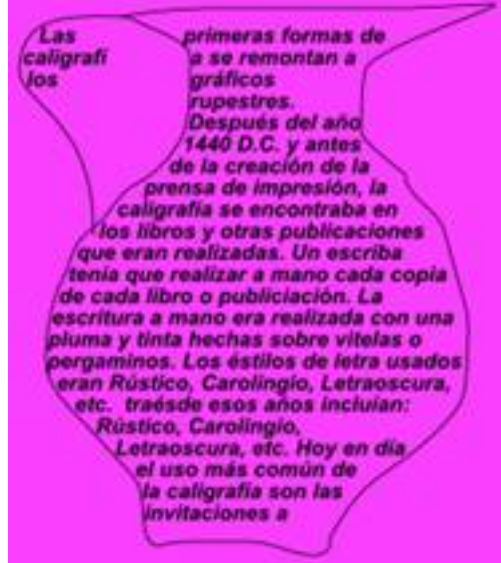 Las primeras formas de
caligrafí a se remontan a
los gráficos
rupestres.
Después del año
1440 D.C. y antes
de la creación de la
prensa de impresión, la
caligrafía se encontraba en
los libros y otras publicaciones
que eran realizadas. Un escriba
tenía que realizar a mano cada copia
de cada libro o publiciación. La
escritura a mano era realizada con una
pluma y tinta hechas sobre vitelas o
pergaminos. Los éstilos de letra usados
eran Rústico, Carolingio, Letraoscura,
etc. traésde esos años incluían:
Rústico, Carolingio,
Letraoscura, etc. Hoy en día
el uso más común de
la caligrafía son las
invitaciones a